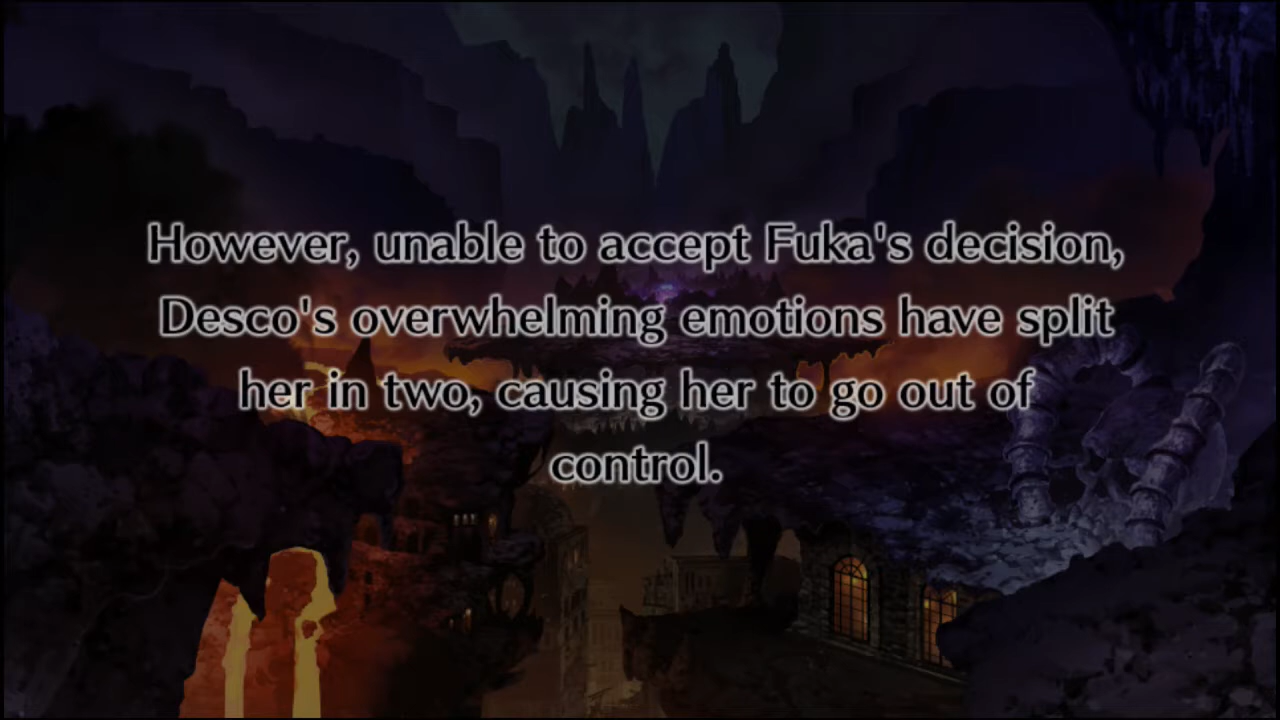 However, unable to accept Fuka's decision,
Desco's overwhelming emotions have split
her in two, causing her to go out of
control.